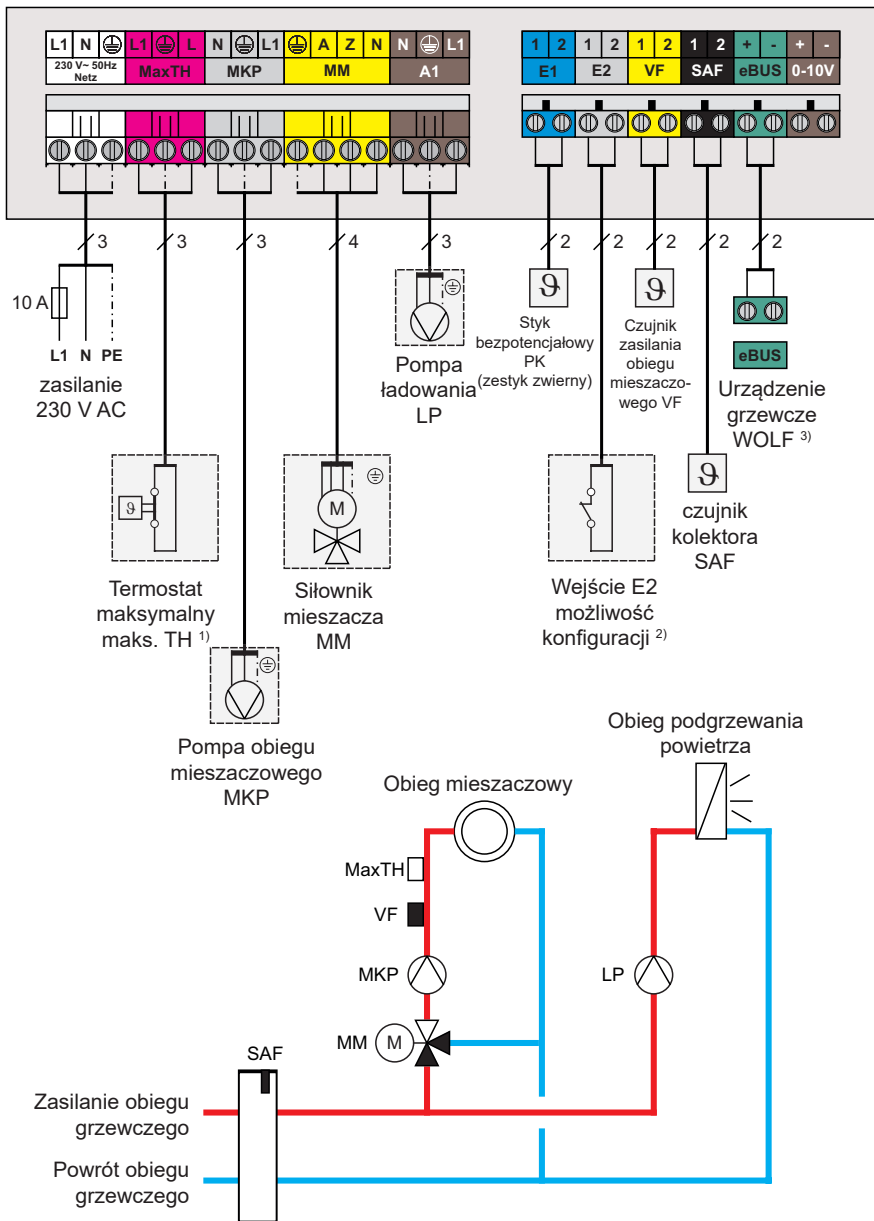 L1 N MaxTH L1 L MKP N L1 MM A Z N A1 N L1
230 V~ 50Hz
Netz
1 2 1 2 1 2 1 2 + - + -
E1 E2 VF SAF eBUS 0-10V
3 3 3 4 3 2 2 2 2 2
10 A
L1 N PE
zasilanie
230 V AC
Pompa
ładowania
LP
Styk
bezpotencjałowy
PK
(zestyk zwierny)
Czujnik
zasilania
obiegu
mieszaczo-
wego VF
eBUS
Urządzenie
grzewcze
WOLF 3)
ϑ
ϑ
ϑ
ϑ
M
Termostat
maksymalny
maks. TH 1)
Siłownik
mieszacza
MM
Wejście E2
możliwość
konfiguracji 2)
czujnik
kolektora
SAF
Pompa obiegu
mieszaczowego
MKP
Obieg podgrzewania
powietrza
Obieg mieszaczowy
MaxTH
VF
MKP
LP
MM
M
SAF
Zasilanie obiegu
grzewczego
Powrót obiegu
grzewczego